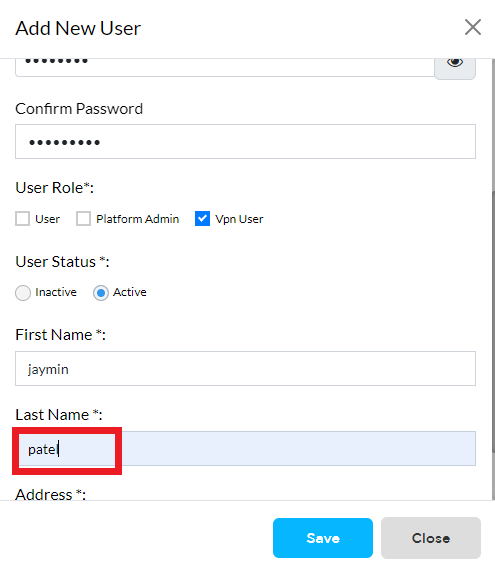 Add New User
Confirm Password
User Role*:
User Platform Admin Vpn User
User Status *:
Inactive Active
First Name *:
jaymin
Last Name *:
patel
Address *:
Save Close